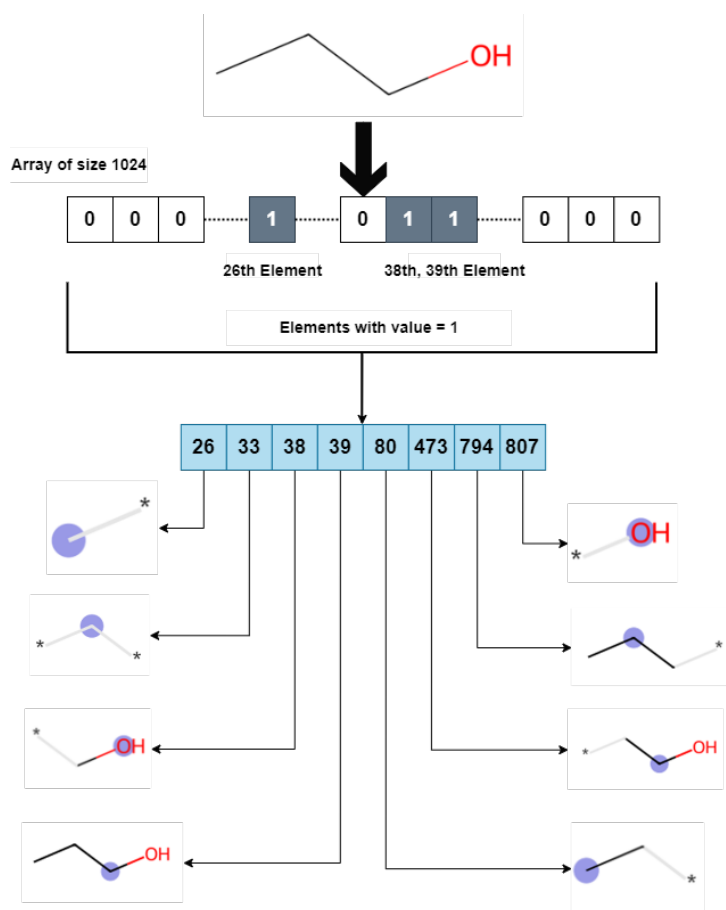 OH
Array of size 1024
0 0 0 1 0 1 1 0 0 0
26th Element 38th, 39th Element
Elements with value = 1
26 33 38 39 80 473 794 807
*
OH
*
*
*
*
*
OH
*
OH
OH
*